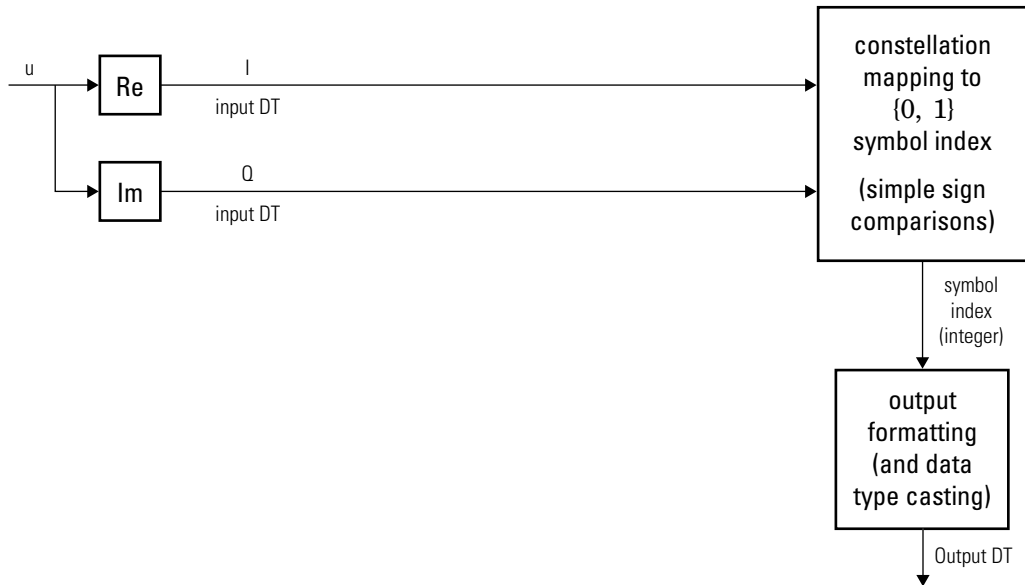 u
Re
I
input DT
Im
Q
input DT
constellation
mapping to
{0, 1}
symbol index
(simple sign
comparisons)
symbol
index
(integer)
output
formatting
(and data
type casting)
Output DT